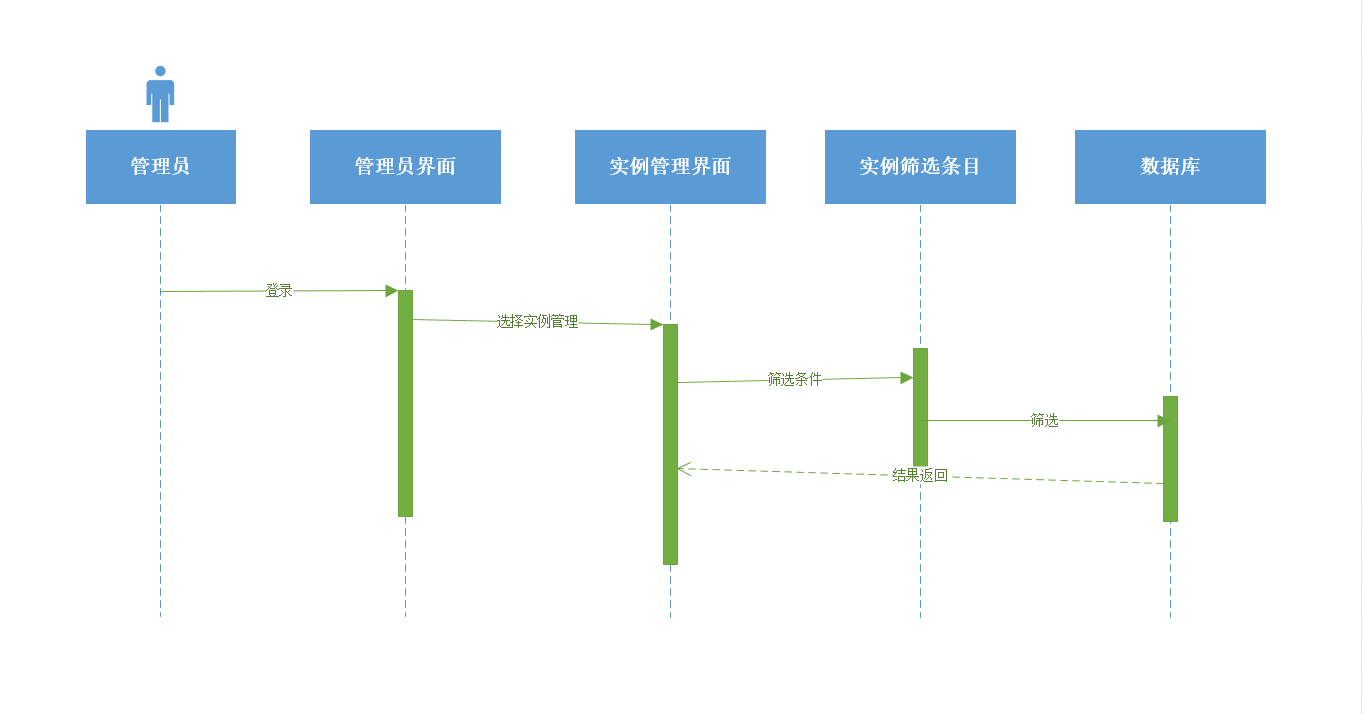 管理员
管理员界面
实例管理界面
实例筛选条目
数据库
登录
选择实例管理
筛选条件
筛选
结果返回